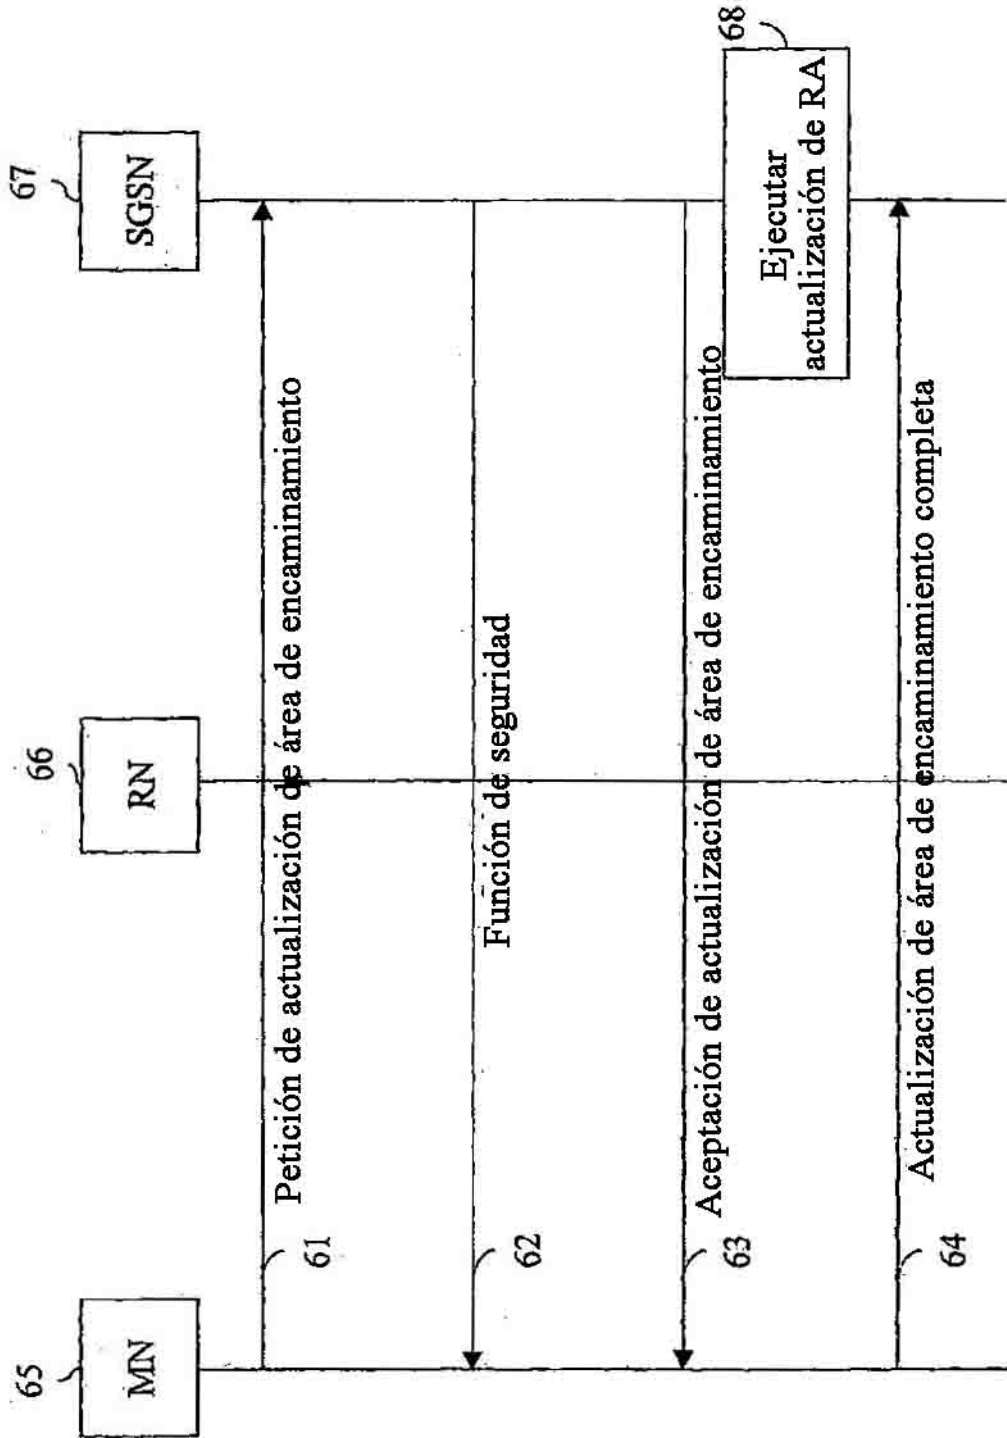 65
MN
66
RN
67
SGSN
61
Petición de actualización de área de encaminamiento
62
Función de seguridad
63
Aceptación de actualización de área de encaminamiento
68
Ejecutar
actualización de RA
64
Actualización de área de encaminamiento completa